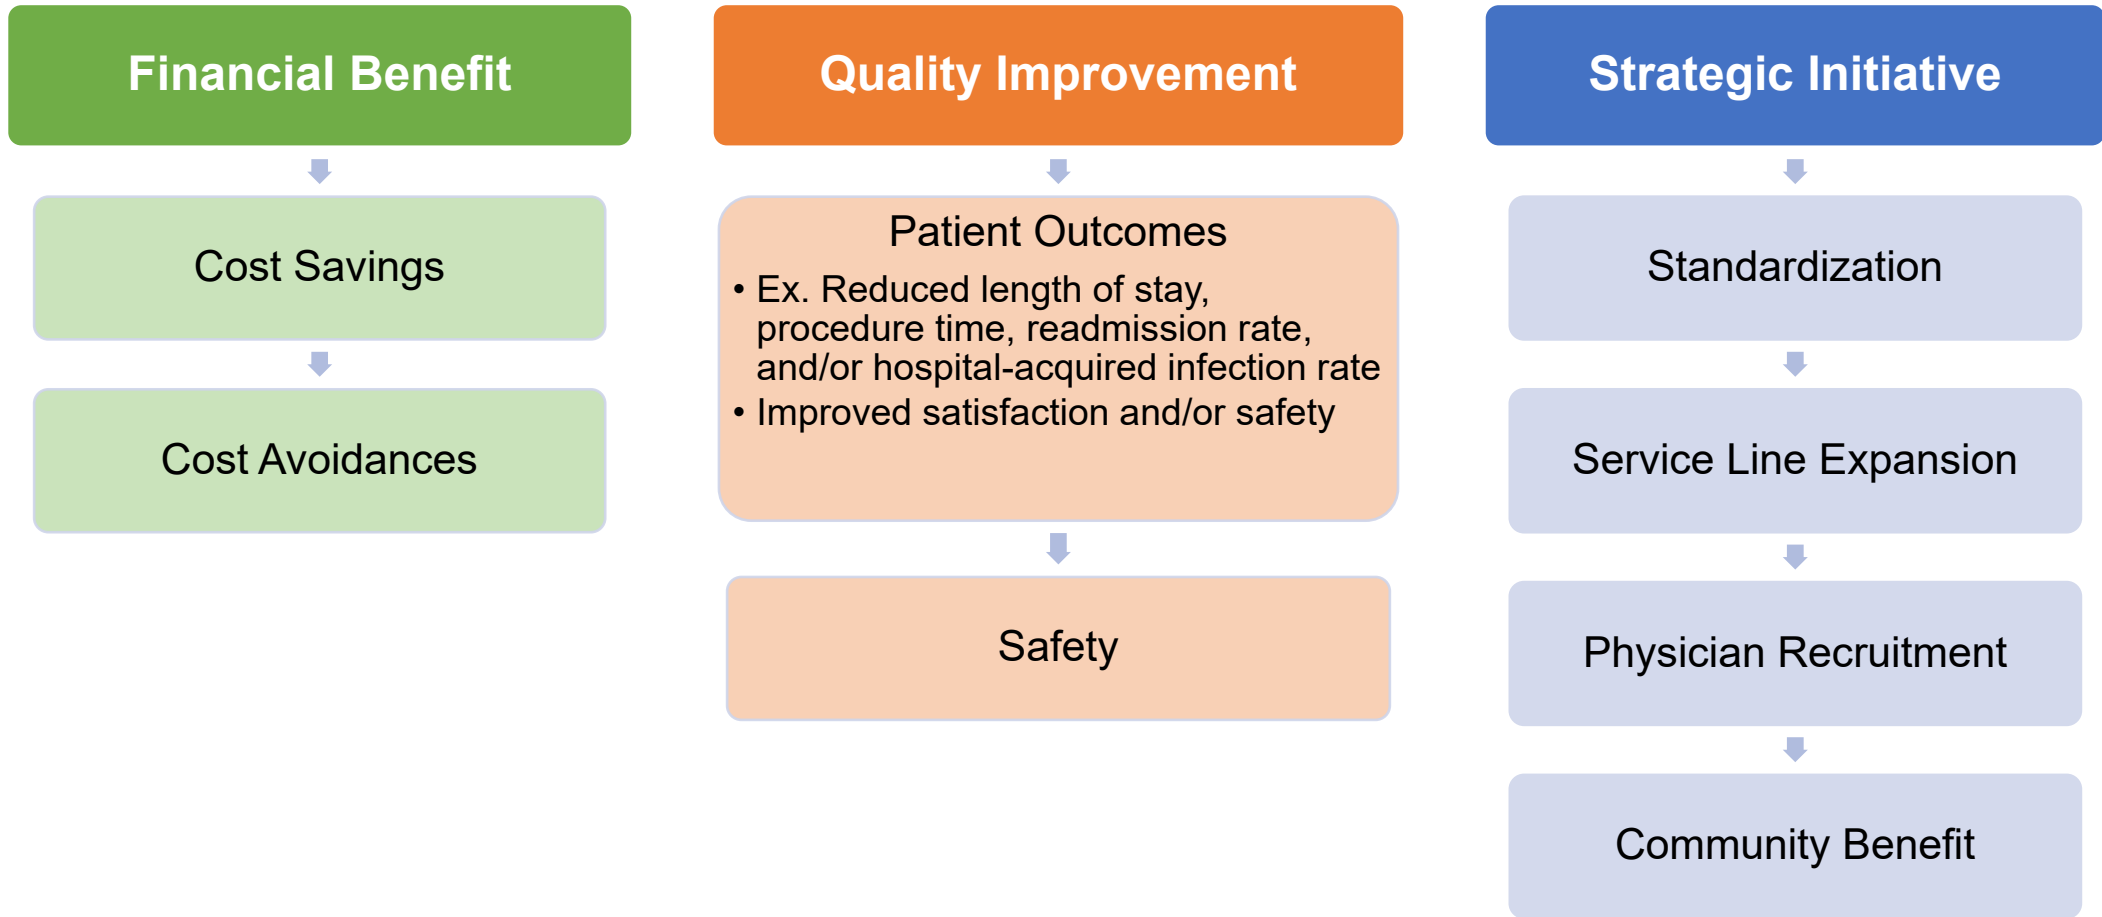 Financial Benefit
Cost Savings
Cost Avoidances
Quality Improvement
Patient Outcomes
• Ex. Reduced length of stay,
procedure time, readmission rate,
and/or hospital-acquired infection rate
• Improved satisfaction and/or safety
Safety
Strategic Initiative
Standardization
Service Line Expansion
Physician Recruitment
Community Benefit